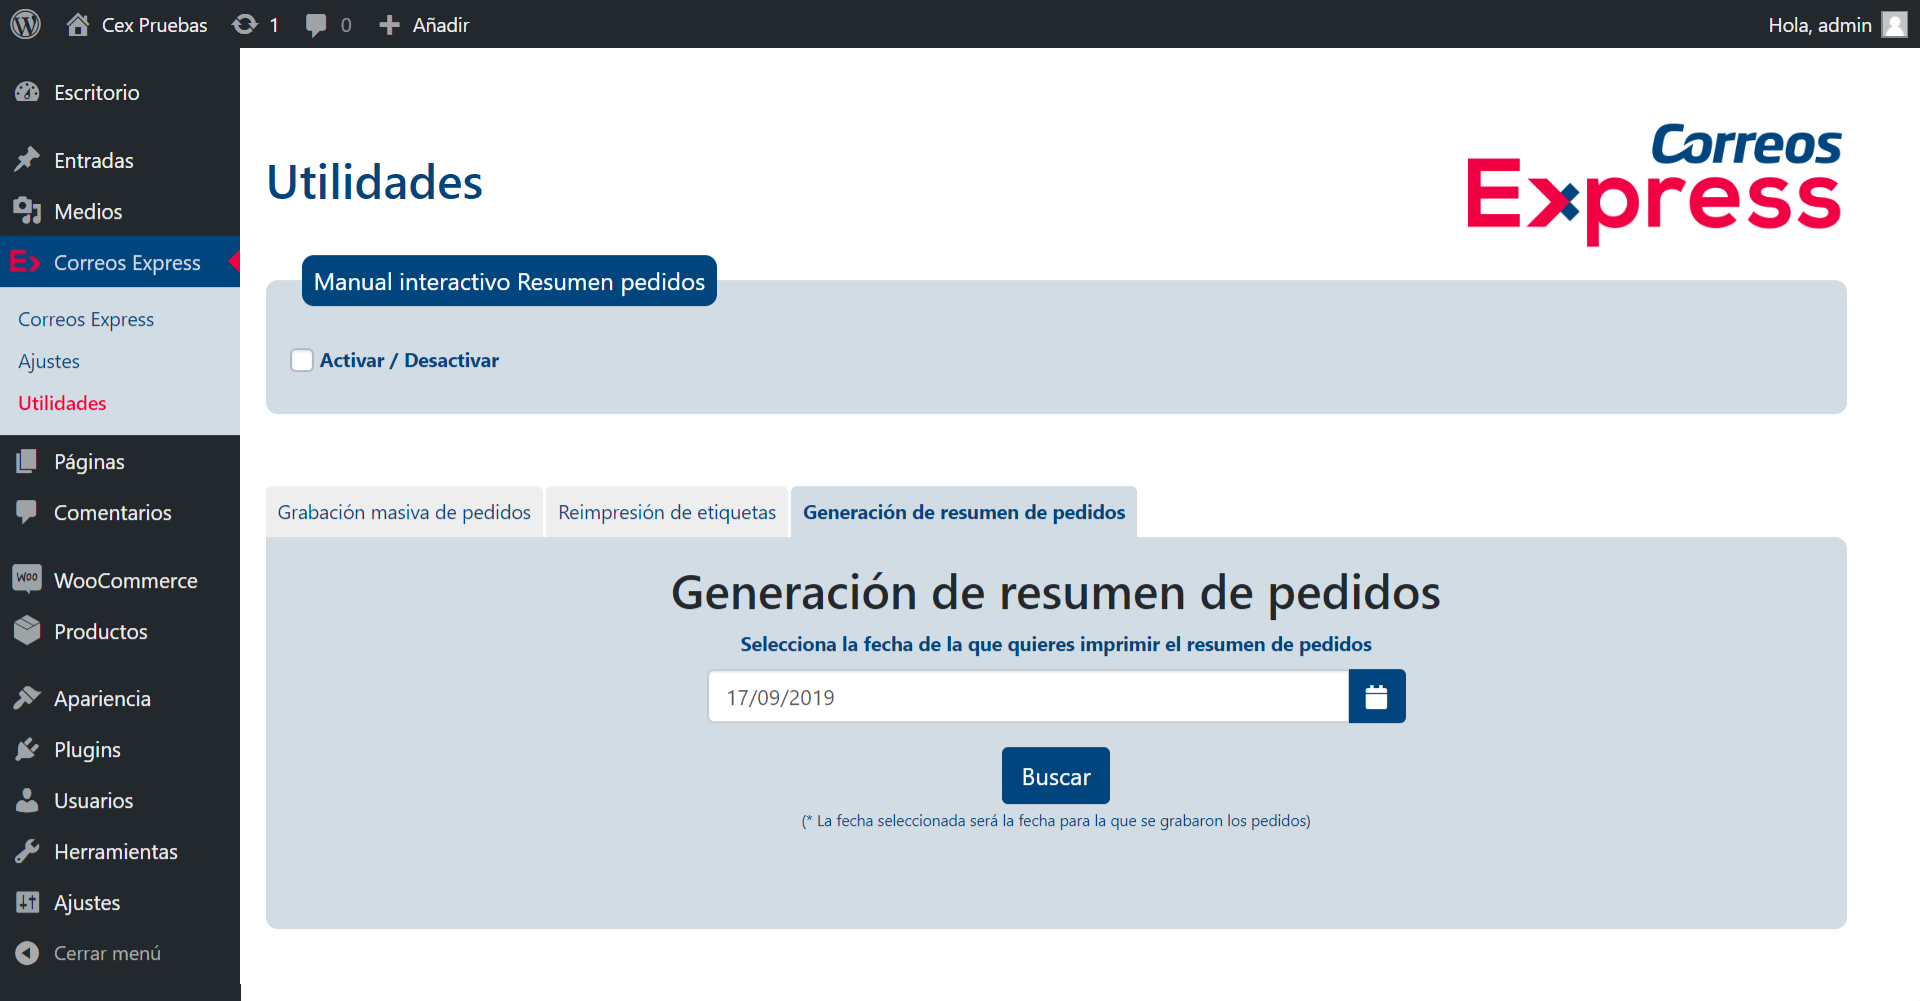 Cex Pruebas 1 0 Añadir Hola, admin
Escritorio
Entradas
Medios
Correos Express
Correos Express
Ajustes
Utilidades
Páginas
Comentarios
Woo WooCommerce
Productos
Apariencia
Plugins
Usuarios
Herramientas
Ajustes
Cerrar menú
Utilidades
Correos
Express
Manual interactivo Resumen pedidos
Activar / Desactivar
Grabación masiva de pedidos Reimpresión de etiquetas Generación de resumen de pedidos
Generación de resumen de pedidos
Selecciona la fecha de la que quieres imprimir el resumen de pedidos
17/09/2019
Buscar
(* La fecha seleccionada será la fecha para la que se grabaron los pedidos)